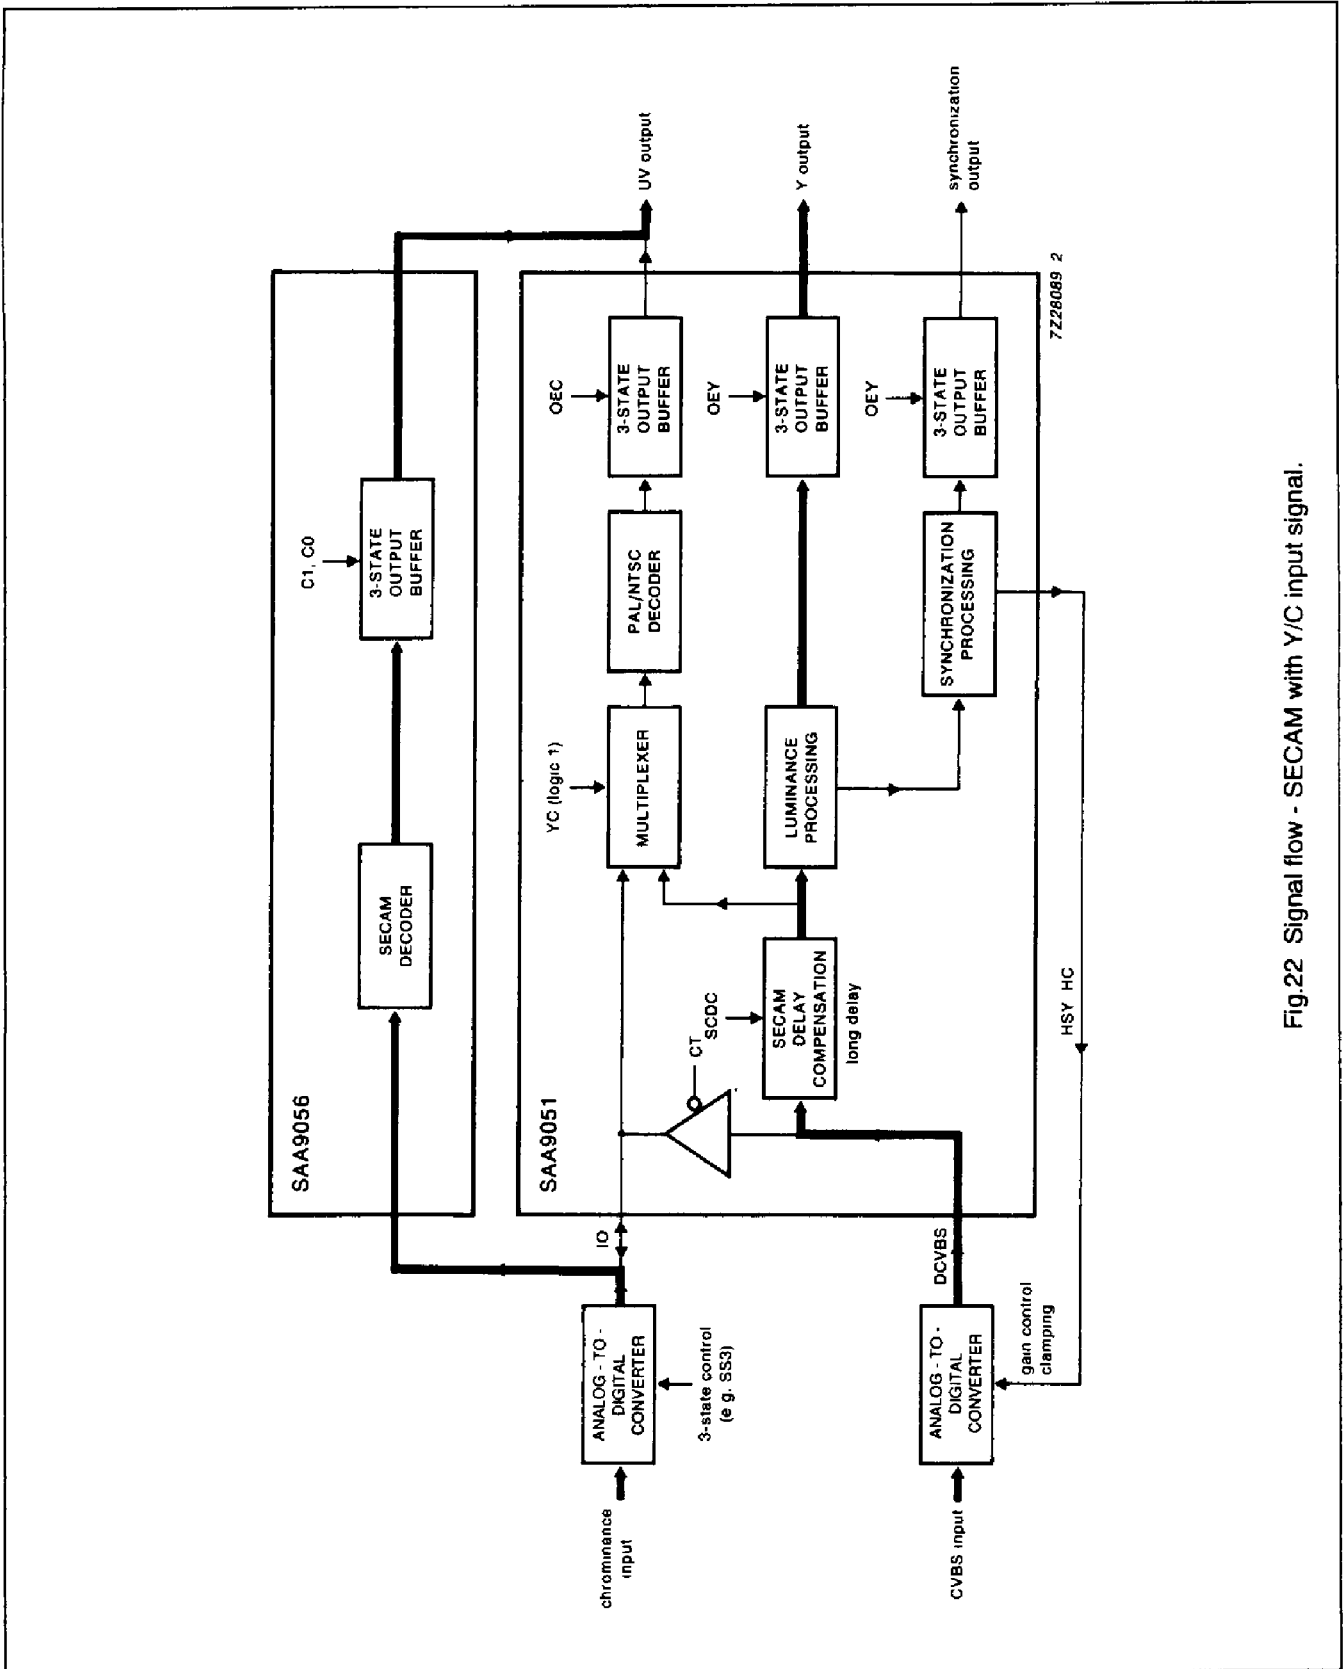 SAA9056
SECAM
DECODER
C1, C0
3-STATE
OUTPUT
BUFFER
UV output
SAA9051
chrominance
input
ANALOG - TO -
DIGITAL
CONVERTER
3-state control
(e g. SS3)
IO
CT
SCDC
SECAM
DELAY
COMPENSATION
long delay
YC (logic 1)
MULTIPLEXER
PAL/NTSC
DECODER
OEC
3-STATE
OUTPUT
BUFFER
LUMINANCE
PROCESSING
OEY
3-STATE
OUTPUT
BUFFER
Y output
CVBS input
ANALOG - TO -
DIGITAL
CONVERTER
DCVBS
gain control
clamping
HSY HC
SYNCHRONIZATION
PROCESSING
OEY
3-STATE
OUTPUT
BUFFER
synchronization
output
7Z28089 2
Fig.22 Signal flow - SECAM with Y/C input signal.